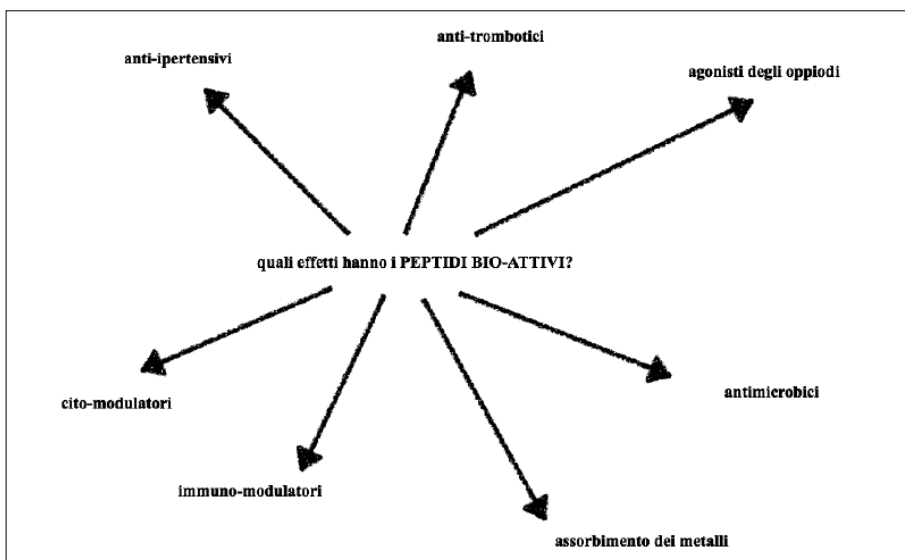 anti-trombotici
anti-ipertensivi
agonisti degli oppiodi
quali effetti hanno i PEPTIDI BIO-ATTIVI?
cito-modulatori
antimicrobici
immuno-modulatori
assorbimento dei metalli